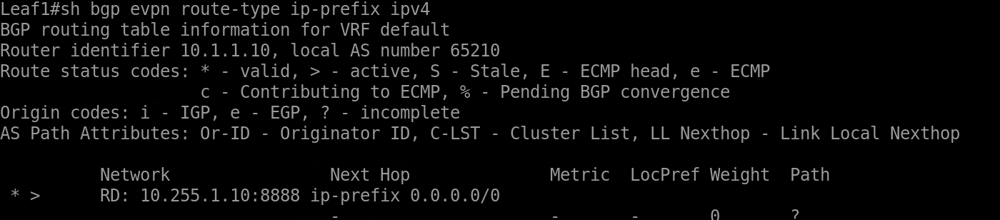 Leaf1#sh bgp evpn route-type ip-prefix ipv4
BGP routing table information for VRF default
Router identifier 10.1.1.10, local AS number 65210
Route status codes: * - valid, > - active, S - Stale, E - ECMP head, e - ECMP
                    c - Contributing to ECMP, % - Pending BGP convergence
Origin codes: i - IGP, e - EGP, ? - incomplete
AS Path Attributes: Or-ID - Originator ID, C-LST - Cluster List, LL Nexthop - Link Local Nexthop

          Network                Next Hop              Metric  LocPref Weight  Path
 * >      RD: 10.255.1.10:8888 ip-prefix 0.0.0.0/0
                                 -                     -       -       0       ?